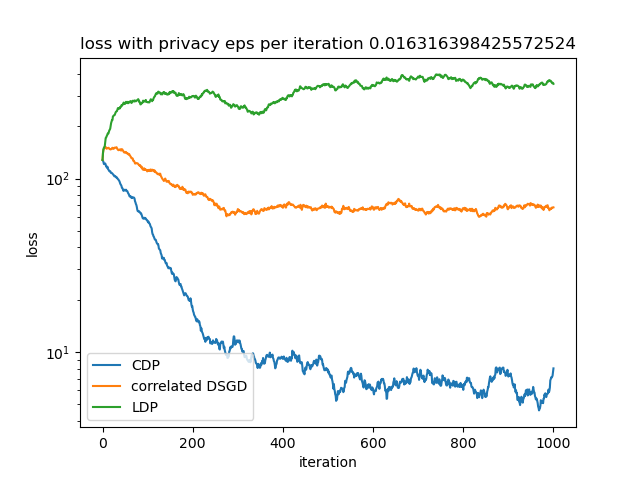 loss with privacy eps per iteration 0.016316398425572524
10²
10¹
loss
CDP
correlated DSGD
LDP
0 200 400 600 800 1000
iteration